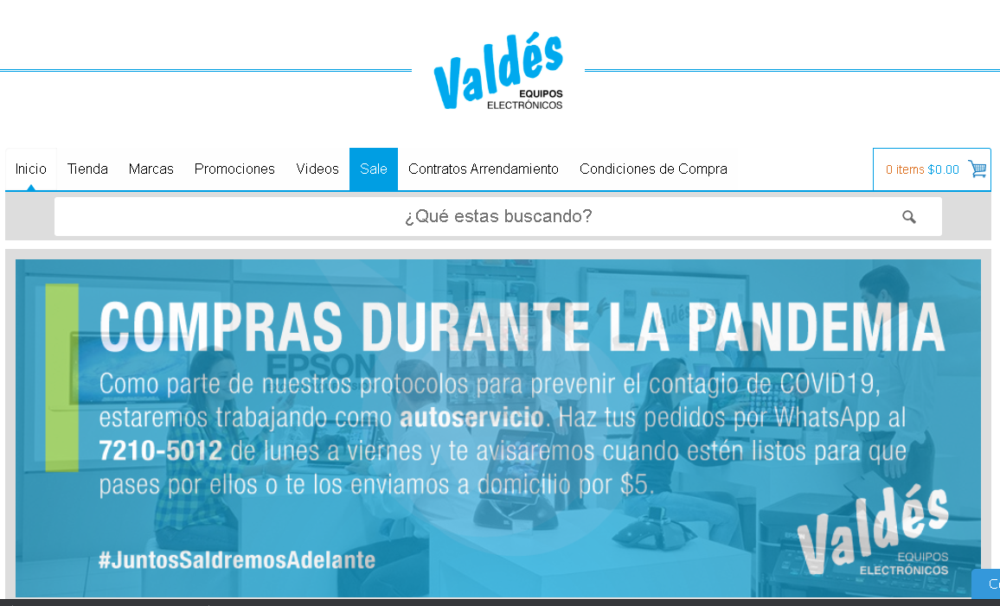 Valdés
EQUIPOS
ELECTRÓNICOS
Inicio Tienda Marcas Promociones Videos Sale Contratos Arrendamiento Condiciones de Compra 0 items $0.00
¿Qué estas buscando?
COMPRAS DURANTE LA PANDEMIA
EPSON
Como parte de nuestros protocolos para prevenir el contagio de COVID19,
estaremos trabajando como autoservicio. Haz tus pedidos por WhatsApp al
7210-5012 de lunes a viernes y te avisaremos cuando estén listos para que
pases por ellos o te los enviamos a domicilio por $5.
#JuntosSaldremosAdelante
Valdés
EQUIPOS
ELECTRÓNICOS